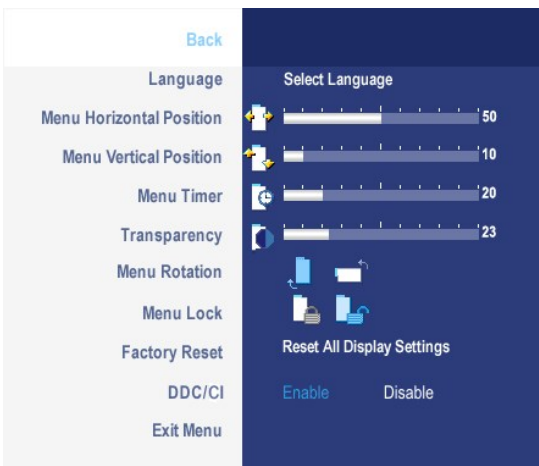 Back
Language Select Language
Menu Horizontal Position 50
Menu Vertical Position 10
Menu Timer 20
Transparency 23
Menu Rotation
Menu Lock
Factory Reset Reset All Display Settings
DDC/CI Enable Disable
Exit Menu